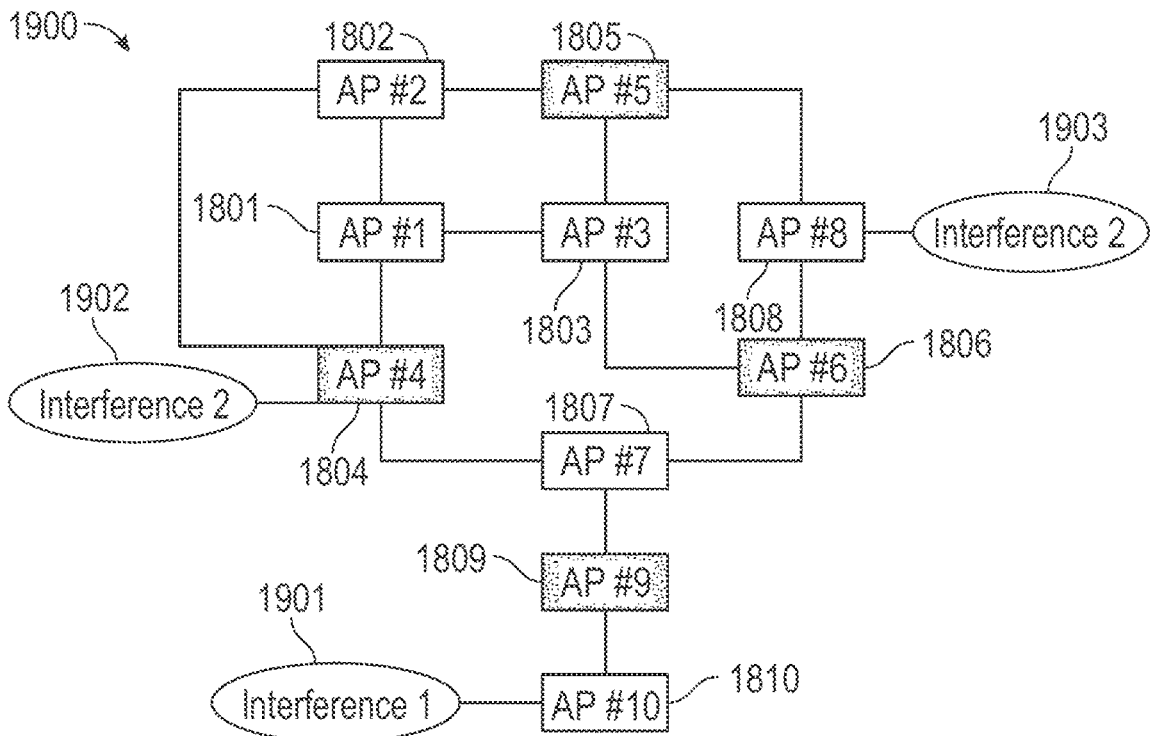 1900
1802
1805
AP #2
AP #5
1903
1801
AP #1
AP #3
AP #8
Interference 2
1902
1803
1808
1806
AP #4
AP #6
Interference 2
1807
1804
AP #7
1809
AP #9
1901
1810
Interference 1
AP #10